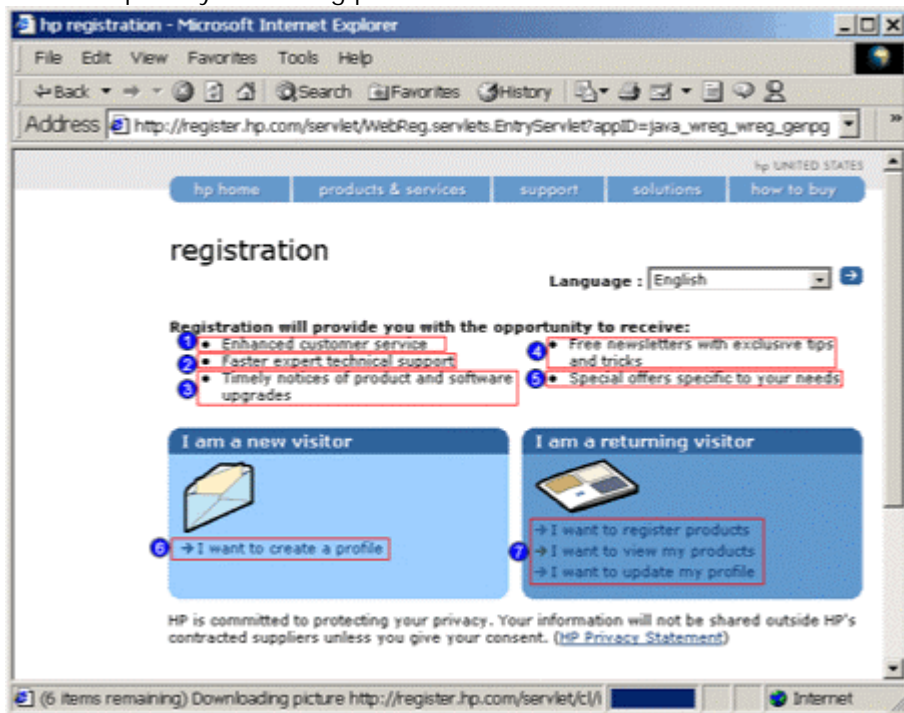 hp registration - Microsoft Internet Explorer
File Edit View Favorites Tools Help
Back Search Favorites History
Address http://register.hp.com/servlet/WebReg.servlets.EntryServlet?appID=java_wreg_wreg_genpg
hp UNITED STATES
hp home products & services support solutions how to buy
registration
Language : English
Registration will provide you with the opportunity to receive:
1 • Enhanced customer service
2 • Faster expert technical support
3 • Timely notices of product and software
upgrades
4 • Free newsletters with exclusive tips
and tricks
5 • Special offers specific to your needs
I am a new visitor
6 → I want to create a profile
I am a returning visitor
→ I want to register products
7 → I want to view my products
→ I want to update my profile
HP is committed to protecting your privacy. Your information will not be shared outside HP's
contracted suppliers unless you give your consent. (HP Privacy Statement)
(6 items remaining) Downloading picture http://register.hp.com/servlet/cl/i Internet